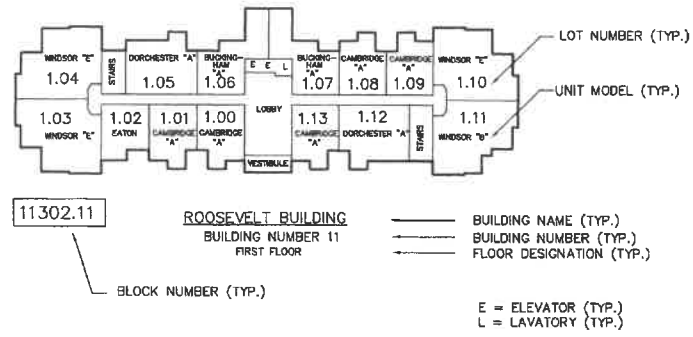 WINDSOR "E"
1.04
STAIRS
DORCHESTER "A"
1.05
BUCKING-
HAM
"A"
1.06
E E L
BUCKING-
HAM
"A"
1.07
CAMBRIDGE
"A"
1.08
CAMBRIDGE
"A"
1.09
WINDSOR "E"
1.10
LOT NUMBER (TYP.)
1.03
WINDSOR "E"
1.02
EATON
1.01
CAMBRIDGE
"A"
1.00
CAMBRIDGE
"A"
LOBBY
VESTIBULE
1.13
CAMBRIDGE
"A"
1.12
DORCHESTER "A"
STAIRS
1.11
WINDSOR "B"
UNIT MODEL (TYP.)
11302.11
ROOSEVELT BUILDING
BUILDING NUMBER 11
FIRST FLOOR
BUILDING NAME (TYP.)
BUILDING NUMBER (TYP.)
FLOOR DESIGNATION (TYP.)
BLOCK NUMBER (TYP.)
E = ELEVATOR (TYP.)
L = LAVATORY (TYP.)